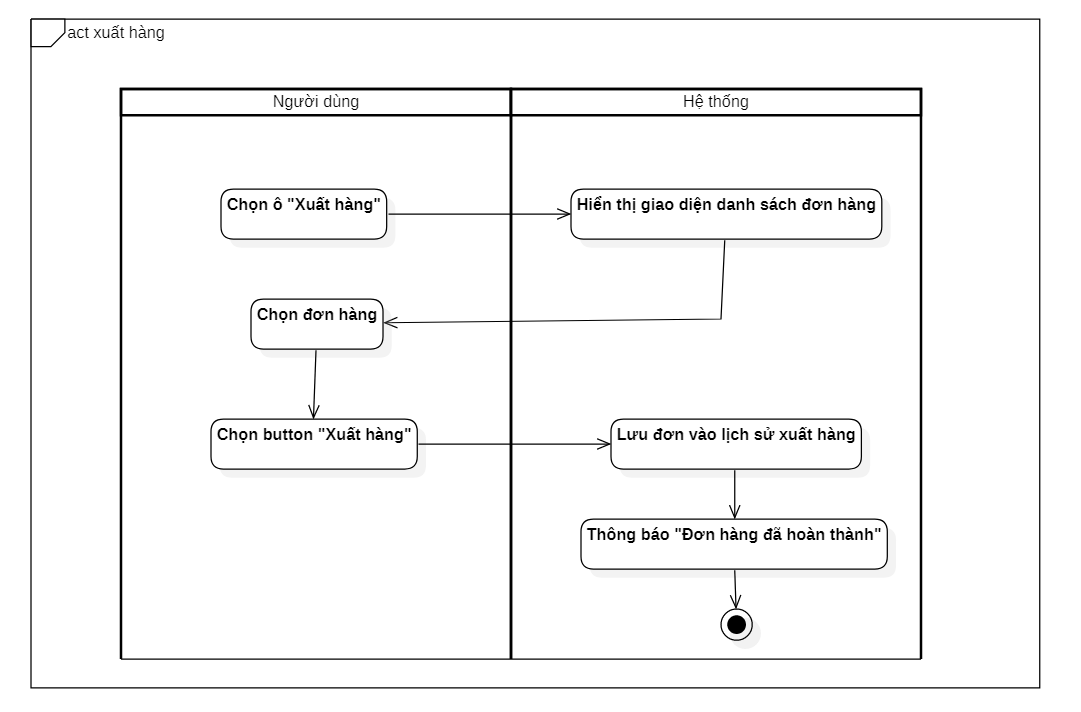 act xuất hàng
Người dùng
Hệ thống
Chọn ô "Xuất hàng"
Hiển thị giao diện danh sách đơn hàng
Chọn đơn hàng
Chọn button "Xuất hàng"
Lưu đơn vào lịch sử xuất hàng
Thông báo "Đơn hàng đã hoàn thành"